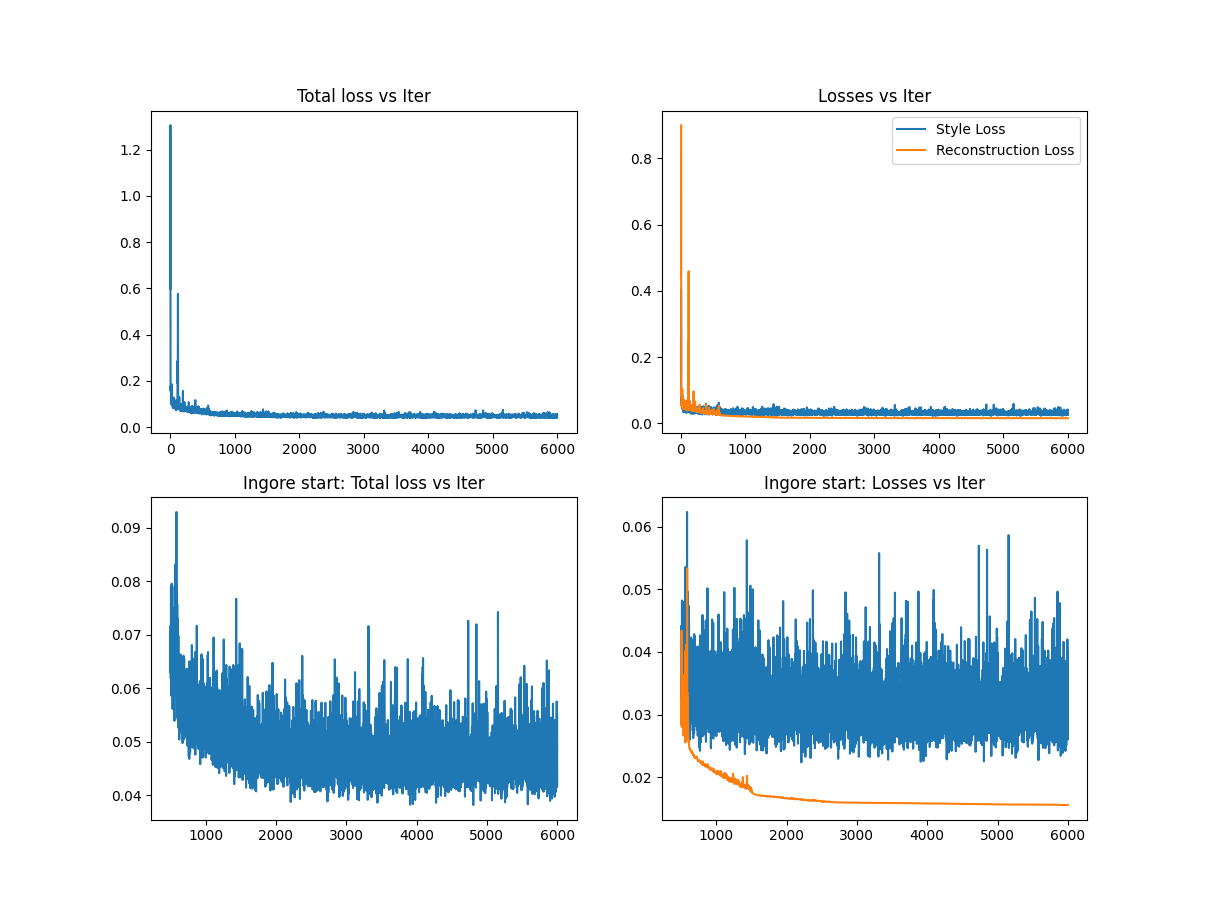 Total loss vs Iter
1.2
1.0
0.8
0.6
0.4
0.2
0.0
0 1000 2000 3000 4000 5000 6000
Losses vs Iter
Style Loss
Reconstruction Loss
0.8
0.6
0.4
0.2
0.0
0 1000 2000 3000 4000 5000 6000
Ingore start: Total loss vs Iter
0.09
0.08
0.07
0.06
0.05
0.04
1000 2000 3000 4000 5000 6000
Ingore start: Losses vs Iter
0.06
0.05
0.04
0.03
0.02
1000 2000 3000 4000 5000 6000